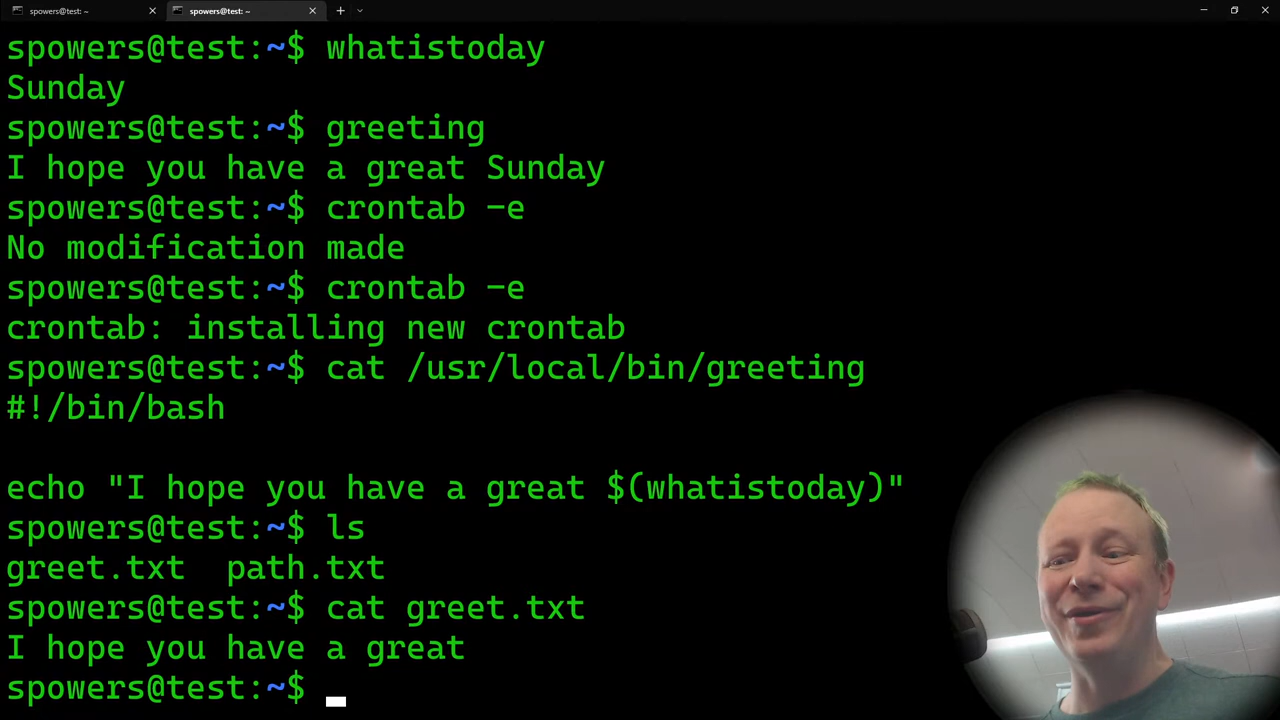 spowers@test: ~
spowers@test: ~
spowers@test:~$ whatistoday
Sunday
spowers@test:~$ greeting
I hope you have a great Sunday
spowers@test:~$ crontab -e
No modification made
spowers@test:~$ crontab -e
crontab: installing new crontab
spowers@test:~$ cat /usr/local/bin/greeting
#!/bin/bash
echo "I hope you have a great $(whatistoday)"
spowers@test:~$ ls
greet.txt  path.txt
spowers@test:~$ cat greet.txt
I hope you have a great
spowers@test:~$